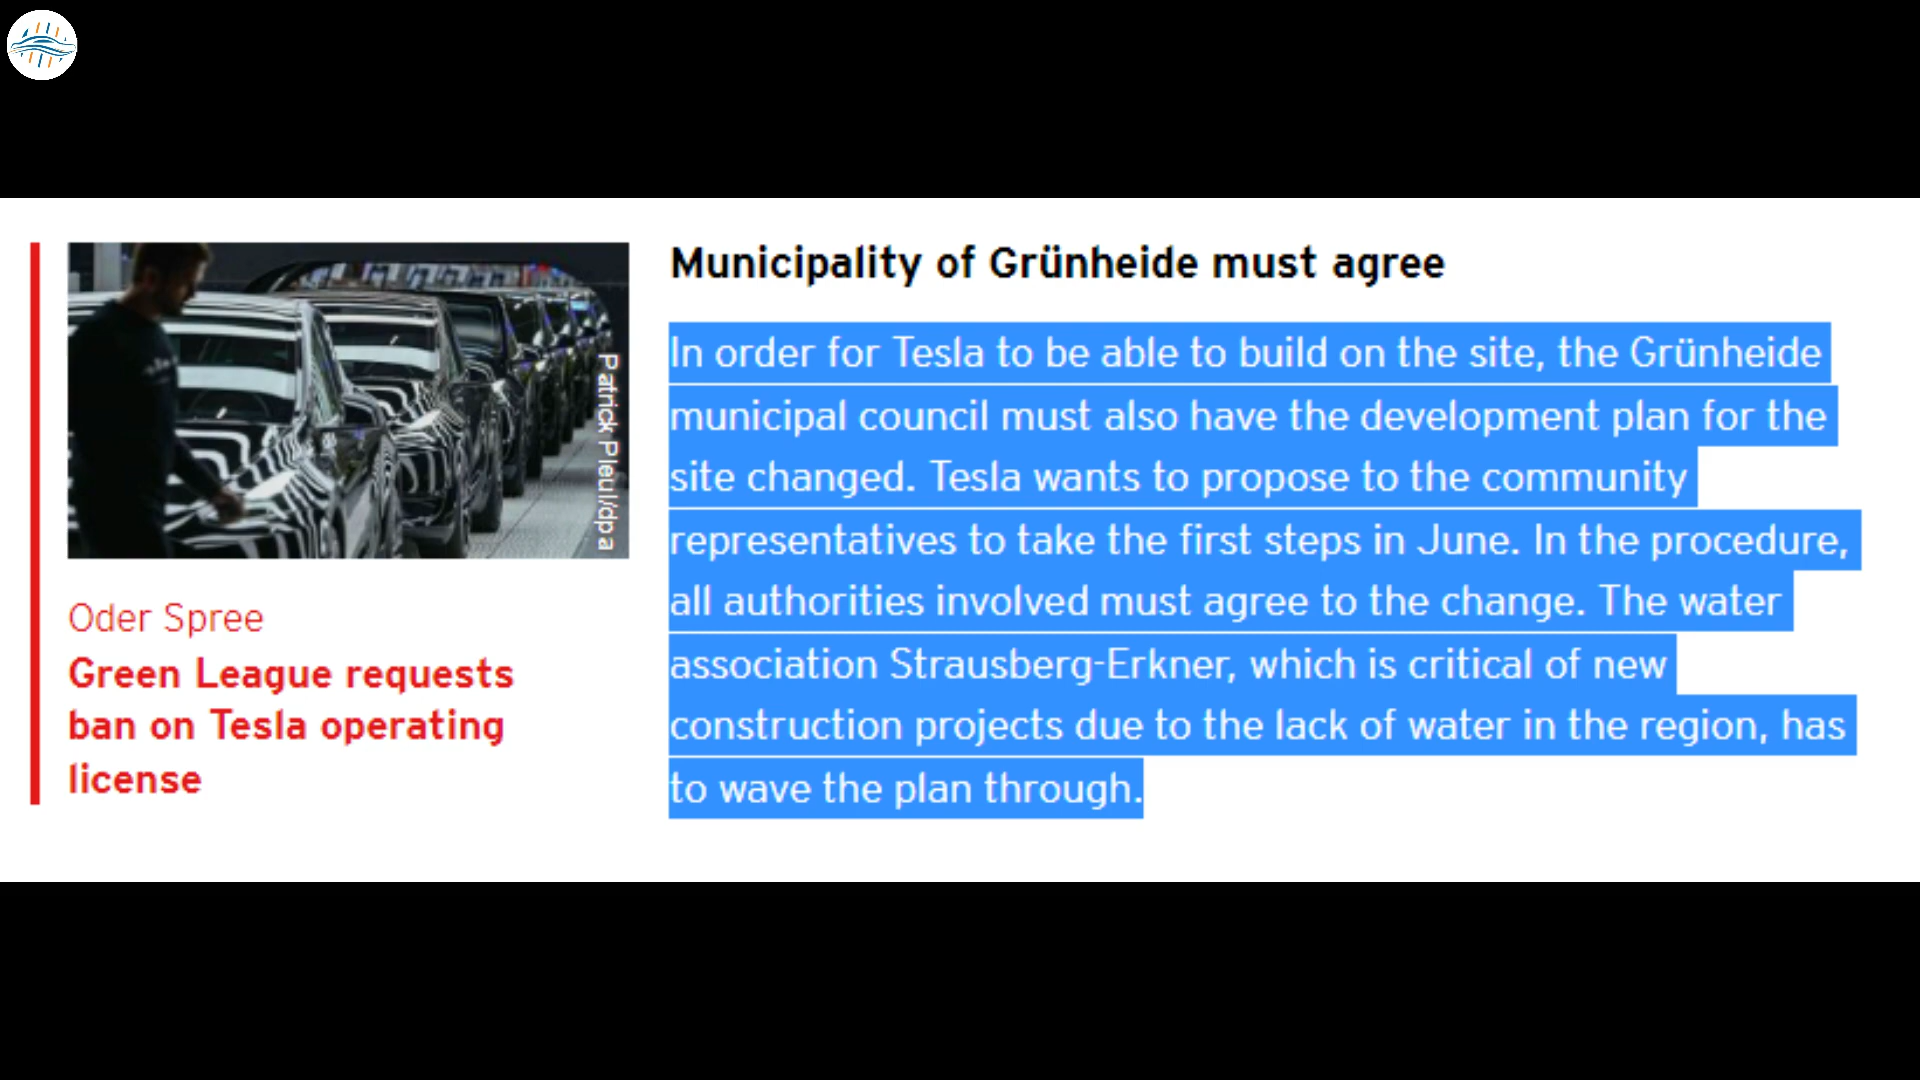 Patrick Pleul/dpa
Oder Spree
Green League requests
ban on Tesla operating
license
Municipality of Grünheide must agree
In order for Tesla to be able to build on the site, the Grünheide
municipal council must also have the development plan for the
site changed. Tesla wants to propose to the community
representatives to take the first steps in June. In the procedure,
all authorities involved must agree to the change. The water
association Strausberg-Erkner, which is critical of new
construction projects due to the lack of water in the region, has
to wave the plan through.